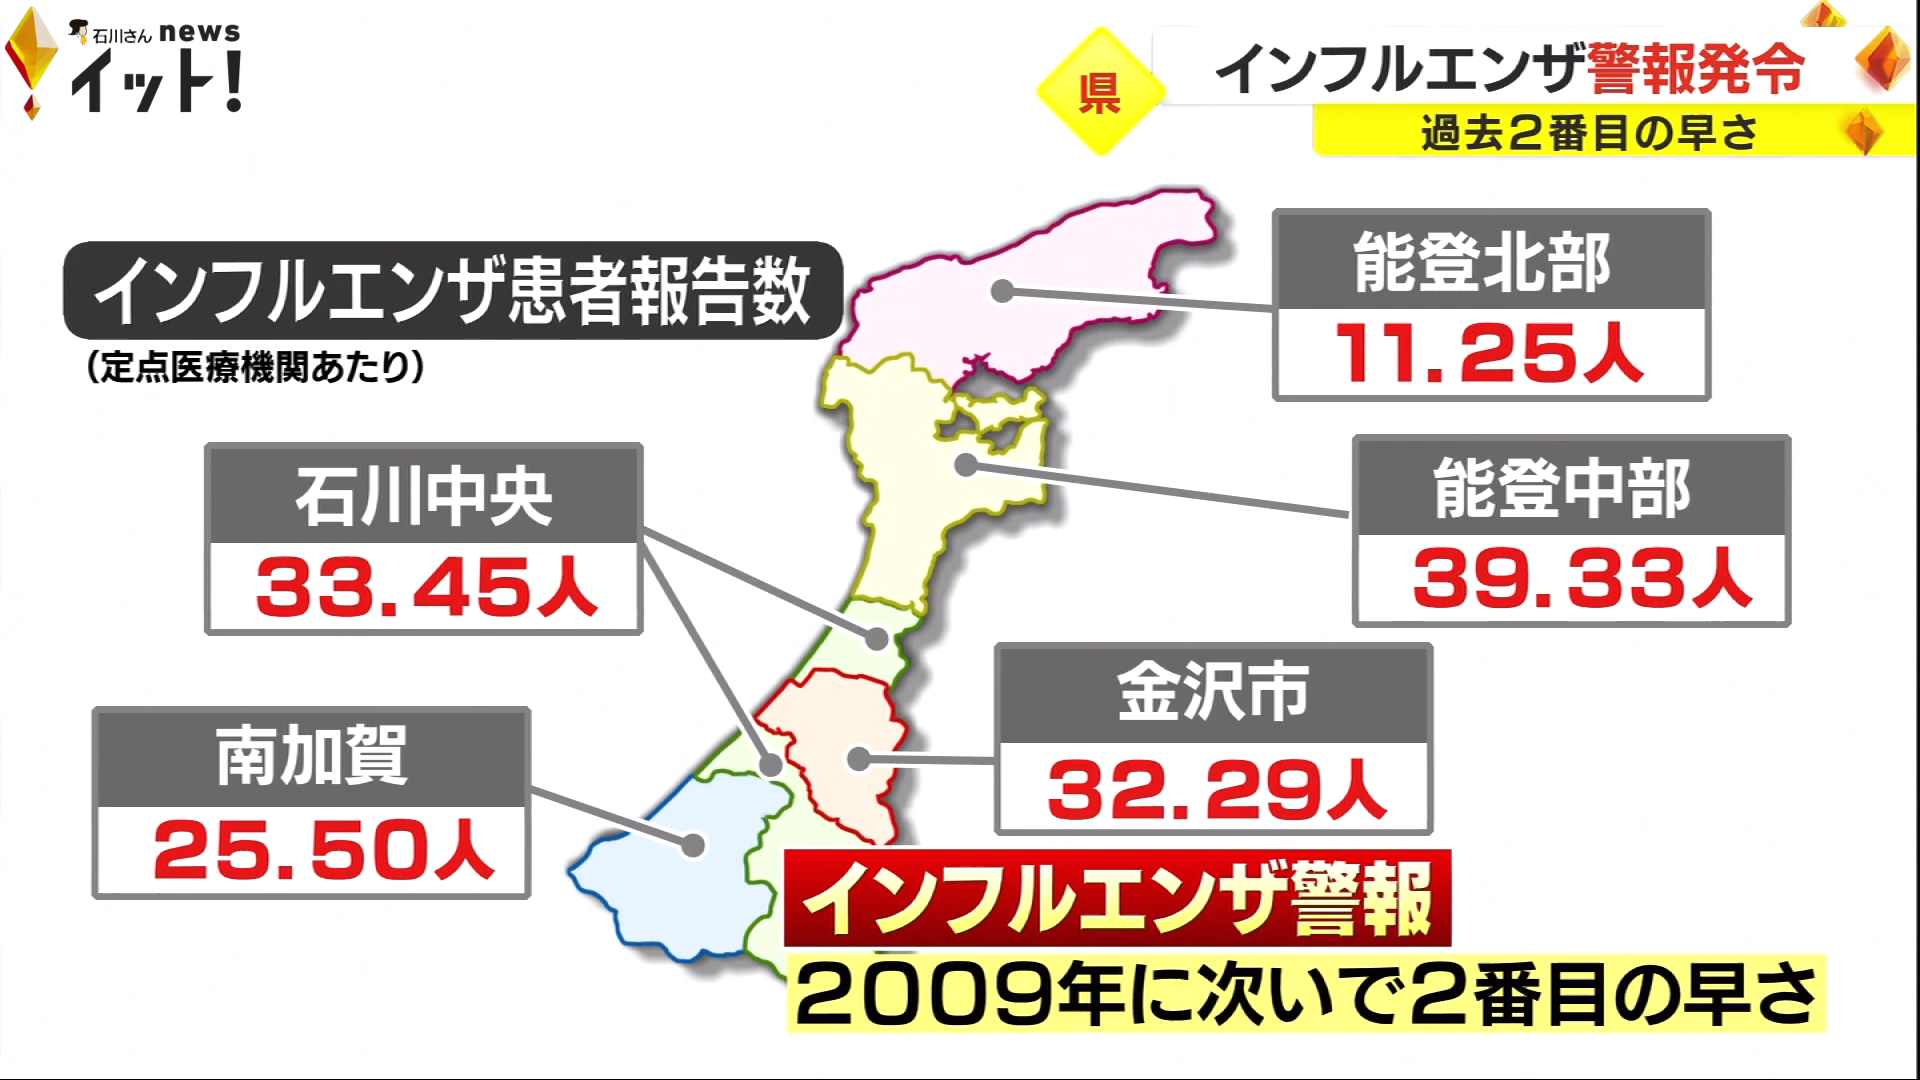 石川さん news
イット!
県
インフルエンザ警報発令
過去2番目の早さ
インフルエンザ患者報告数
（定点医療機関あたり）
能登北部
11.25人
能登中部
39.33人
石川中央
33.45人
金沢市
32.29人
南加賀
25.50人
インフルエンザ警報
2009年に次いで2番目の早さ